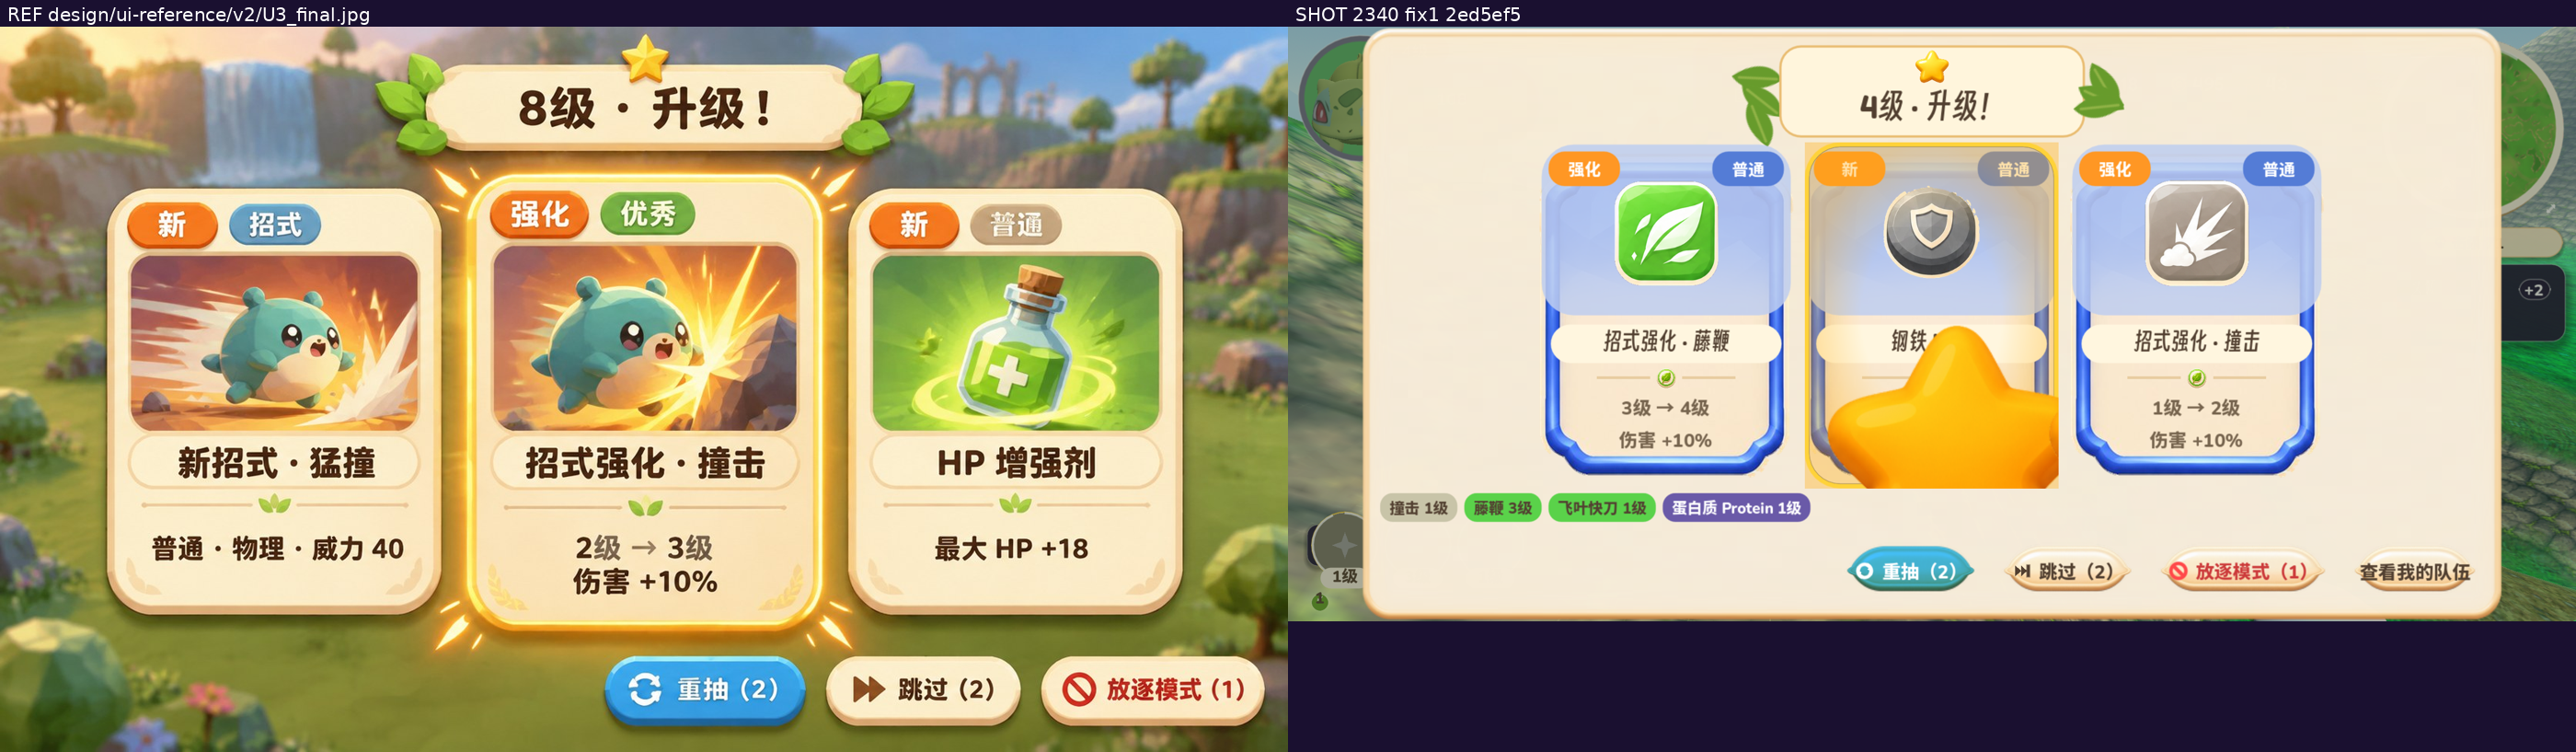 REF design/ui-reference/v2/U3_final.jpg
8级 · 升级！
新 招式
新招式 · 猛撞
普通 · 物理 · 威力 40
强化 优秀
招式强化 · 撞击
2级 → 3级
伤害 +10%
新 普通
HP 增强剂
最大 HP +18
重抽（2）
跳过（2）
放逐模式（1）
SHOT 2340 fix1 2ed5ef5
4级 · 升级！
强化 普通
招式强化 · 藤鞭
3级 → 4级
伤害 +10%
新 普通
钢铁
强化 普通
招式强化 · 撞击
1级 → 2级
伤害 +10%
+2
撞击 1级
藤鞭 3级
飞叶快刀 1级
蛋白质 Protein 1级
1级
1
重抽（2）
跳过（2）
放逐模式（1）
查看我的队伍